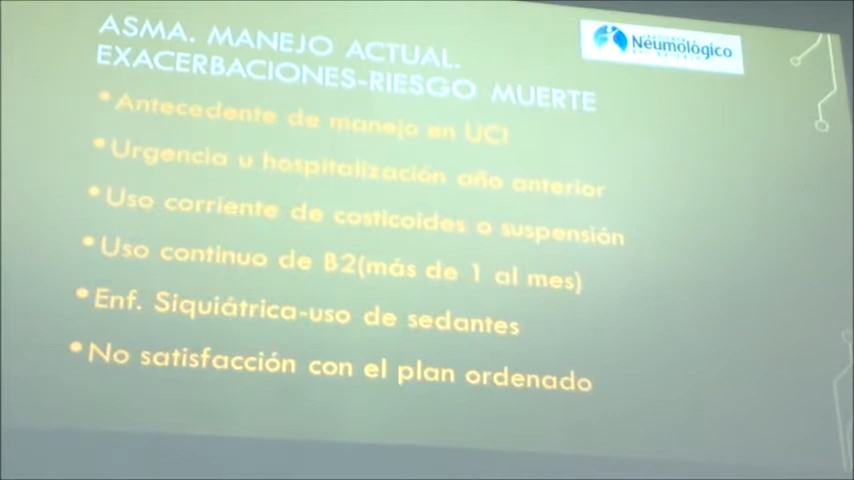 ASMA. MANEJO ACTUAL.
EXACERBACIONES-RIESGO MUERTE
Neumológico
• Antecedente de manejo en UCI
• Urgencia u hospitalización año anterior
• Uso corriente de costicoides o suspensión
• Uso continuo de B2(más de 1 al mes)
• Enf. Siquiátrica-uso de sedantes
• No satisfacción con el plan ordenado